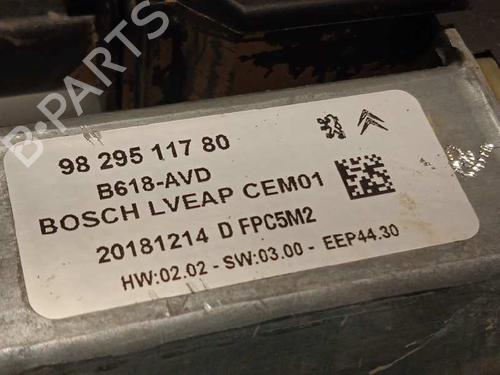 B-PARTS
98 295 117 80
B618-AVD
BOSCH LVEAP CEM01
20181214 D FPC5M2
HW:02.02 - SW:03.00 - EEP44.30